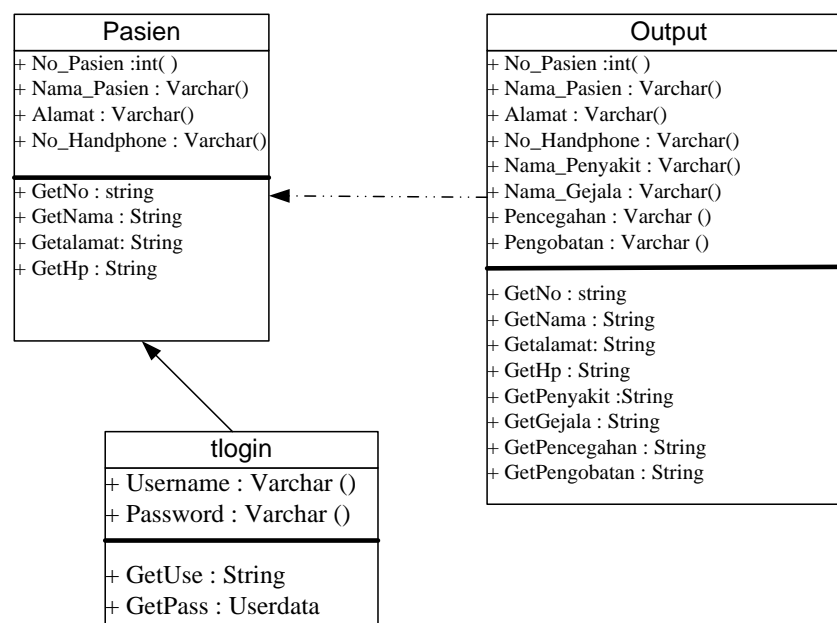 Pasien
+ No_Pasien :int( )
+ Nama_Pasien : Varchar()
+ Alamat : Varchar()
+ No_Handphone : Varchar()
+ GetNo : string
+ GetNama : String
+ Getalamat: String
+ GetHp : String
Output
+ No_Pasien :int( )
+ Nama_Pasien : Varchar()
+ Alamat : Varchar()
+ No_Handphone : Varchar()
+ Nama_Penyakit : Varchar()
+ Nama_Gejala : Varchar()
+ Pencegahan : Varchar ()
+ Pengobatan : Varchar ()
+ GetNo : string
+ GetNama : String
+ Getalamat: String
+ GetHp : String
+ GetPenyakit :String
+ GetGejala : String
+ GetPencegahan : String
+ GetPengobatan : String
tlogin
+ Username : Varchar ()
+ Password : Varchar ()
+ GetUse : String
+ GetPass : Userdata